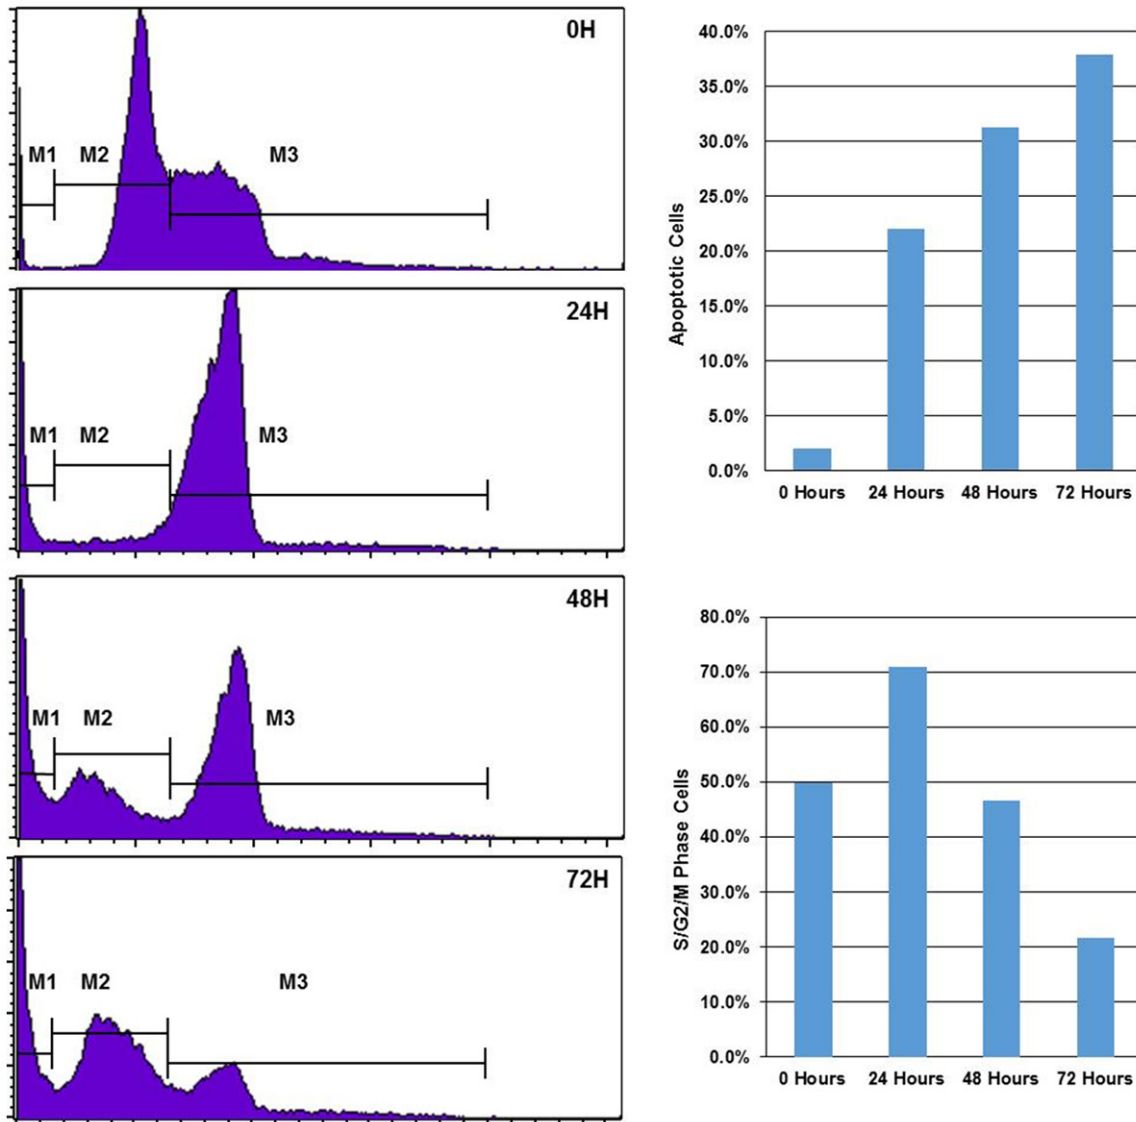 0H
M1 M2 M3
24H
M1 M2 M3
48H
M1 M2 M3
72H
M1 M2 M3
Apoptotic Cells
40.0%
35.0%
30.0%
25.0%
20.0%
15.0%
10.0%
5.0%
0.0%
0 Hours 24 Hours 48 Hours 72 Hours
S/G2/M Phase Cells
80.0%
70.0%
60.0%
50.0%
40.0%
30.0%
20.0%
10.0%
0.0%
0 Hours 24 Hours 48 Hours 72 Hours